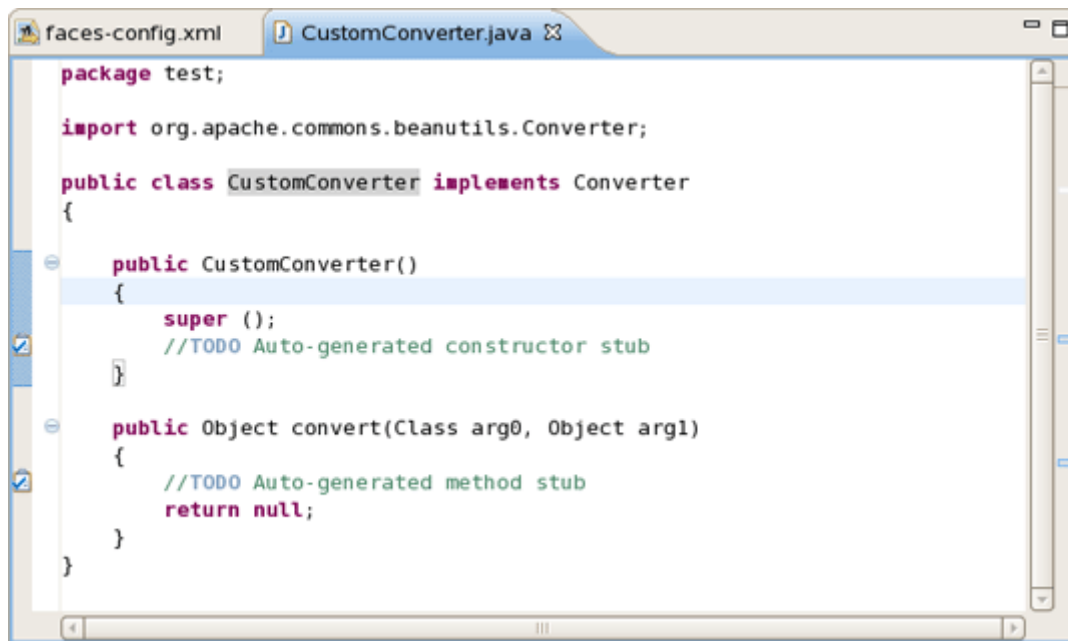 faces-config.xml CustomConverter.java
package test;
import org.apache.commons.beanutils.Converter;
public class CustomConverter implements Converter
{
public CustomConverter()
{
super ();
//TODO Auto-generated constructor stub
}
public Object convert(Class arg0, Object arg1)
{
//TODO Auto-generated method stub
return null;
}
}